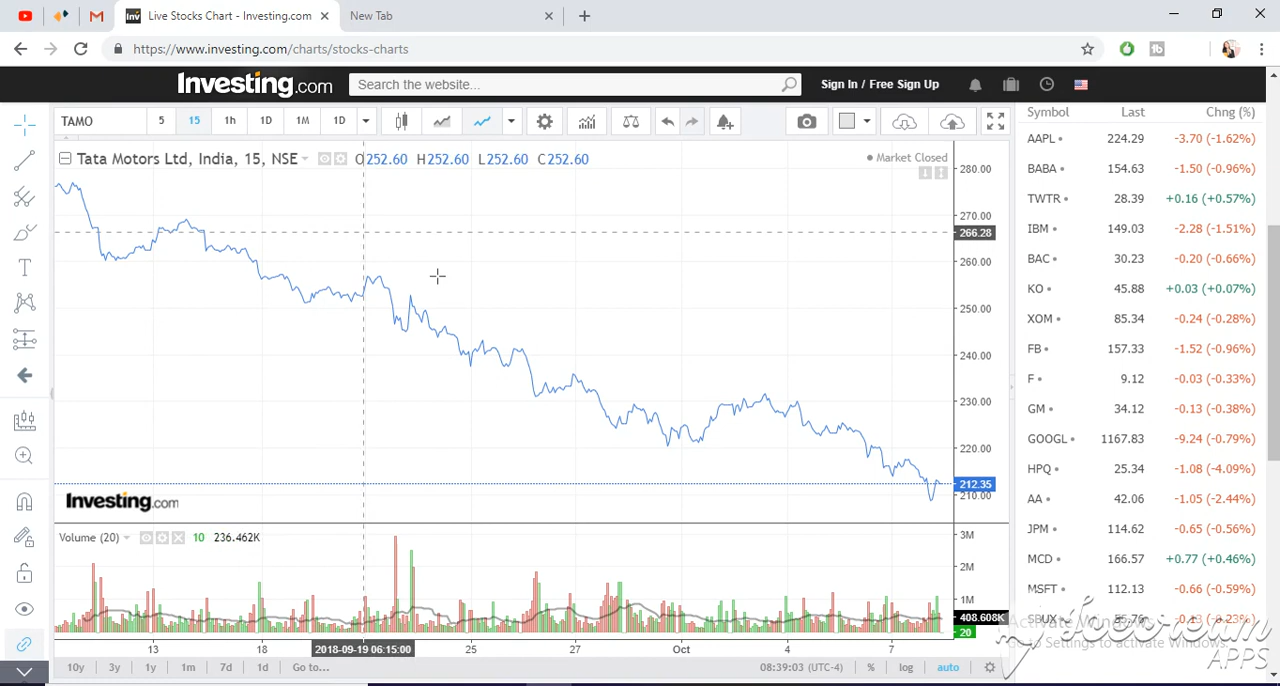 Live Stocks Chart - Investing.com
New Tab
https://www.investing.com/charts/stocks-charts
Investing.com
Search the website...
Sign In / Free Sign Up
TAMO 5 15 1h 1D 1M 1D
Tata Motors Ltd, India, 15, NSE O252.60 H252.60 L252.60 C252.60
Market Closed
280.00
270.00
266.28
260.00
250.00
240.00
230.00
220.00
212.35
210.00
Investing.com
Volume (20) 10 236.462K
3M
2M
1M
408.608K
20
13 18 2018-09-19 06:15:00 25 27 Oct 4 7
10y 3y 1y 1m 7d 1d Go to... 08:39:03 (UTC-4) % log auto
Symbol Last Chng (%)
AAPL 224.29 -3.70 (-1.62%)
BABA 154.63 -1.50 (-0.96%)
TWTR 28.39 +0.16 (+0.57%)
IBM 149.03 -2.28 (-1.51%)
BAC 30.23 -0.20 (-0.66%)
KO 45.88 +0.03 (+0.07%)
XOM 85.34 -0.24 (-0.28%)
FB 157.33 -1.52 (-0.96%)
F 9.12 -0.03 (-0.33%)
GM 34.12 -0.13 (-0.38%)
GOOGL 1167.83 -9.24 (-0.79%)
HPQ 25.34 -1.08 (-4.09%)
AA 42.06 -1.05 (-2.44%)
JPM 114.62 -0.65 (-0.56%)
MCD 166.57 +0.77 (+0.46%)
MSFT 112.13 -0.66 (-0.59%)
SBUX
to Settings to activate Windows.
Icecream
APPS